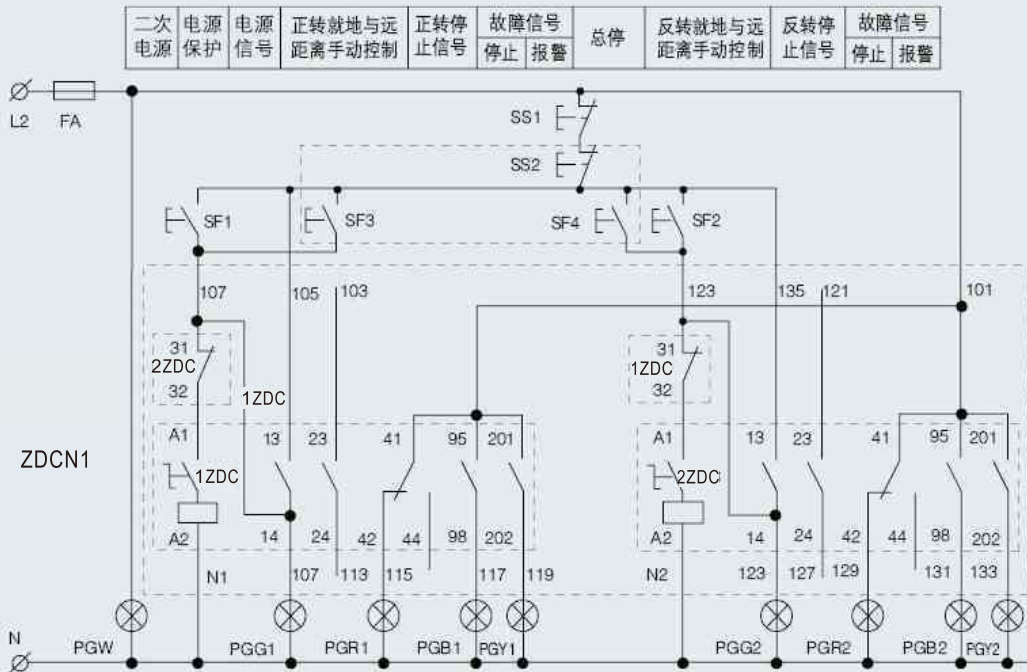 二次电源 电源保护 电源信号 正转就地与远距离手动控制 正转停止信号 故障信号 停止 报警 总停 反转就地与远距离手动控制 反转停止信号 故障信号 停止 报警
L2 FA
SS1
SS2
SF1 SF3 SF4 SF2
107 105 103 123 135 121 101
31 31
2ZDC 1ZDC
32 32
1ZDC
A1 13 23 41 95 201 A1 13 23 41 95 201
ZDCN1 1ZDC 2ZDC
A2 14 24 42 44 98 202 A2 14 24 42 44 98 202
N1 107 113 115 117 119 N2 123 127 129 131 133
N PGW PGG1 PGR1 PGB1 PGY1 PGG2 PGR2 PGB2 PGY2